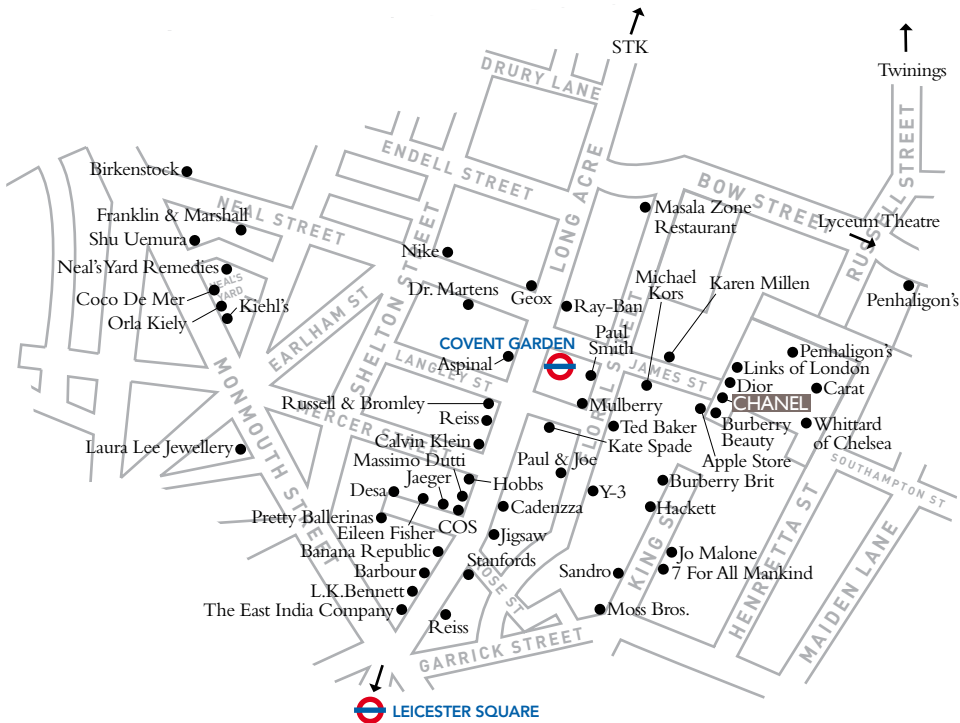 STK
Twinings
DRURY LANE
ENDELL STREET
LONG ACRE
BOW STREET
RUSSELL STREET
Birkenstock
NEAL STREET
Franklin & Marshall
Shu Uemura
Masala Zone
Restaurant
Lyceum Theatre
Nike
Neal's Yard Remedies
NEAL'S
YARD
Coco De Mer
Orla Kiely
Kiehl's
EARLHAM ST
SHELTON STREET
Dr. Martens
Geox
Ray-Ban
Michael
Kors
Karen Millen
Penhaligon's
COVENT GARDEN
Aspinal
Paul
Smith
FLORAL STREET
JAMES ST
Penhaligon's
Links of London
Dior
Carat
CHANEL
LANGLEY ST
MONMOUTH STREET
MERCER STREET
Russell & Bromley
Reiss
Mulberry
Ted Baker
Kate Spade
Burberry
Beauty
Whittard
of Chelsea
Apple Store
Laura Lee Jewellery
Calvin Klein
Massimo Dutti
Jaeger
Hobbs
Paul & Joe
Y-3
Burberry Brit
SOUTHAMPTON ST
Desa
Eileen Fisher
COS
Cadenzza
Hackett
Pretty Ballerinas
Jigsaw
KING ST
HENRIETTA ST
MAIDEN LANE
Banana Republic
Stanfords
Jo Malone
Barbour
ROSE ST
Sandro
7 For All Mankind
L.K.Bennett
The East India Company
Reiss
Moss Bros.
GARRICK STREET
LEICESTER SQUARE